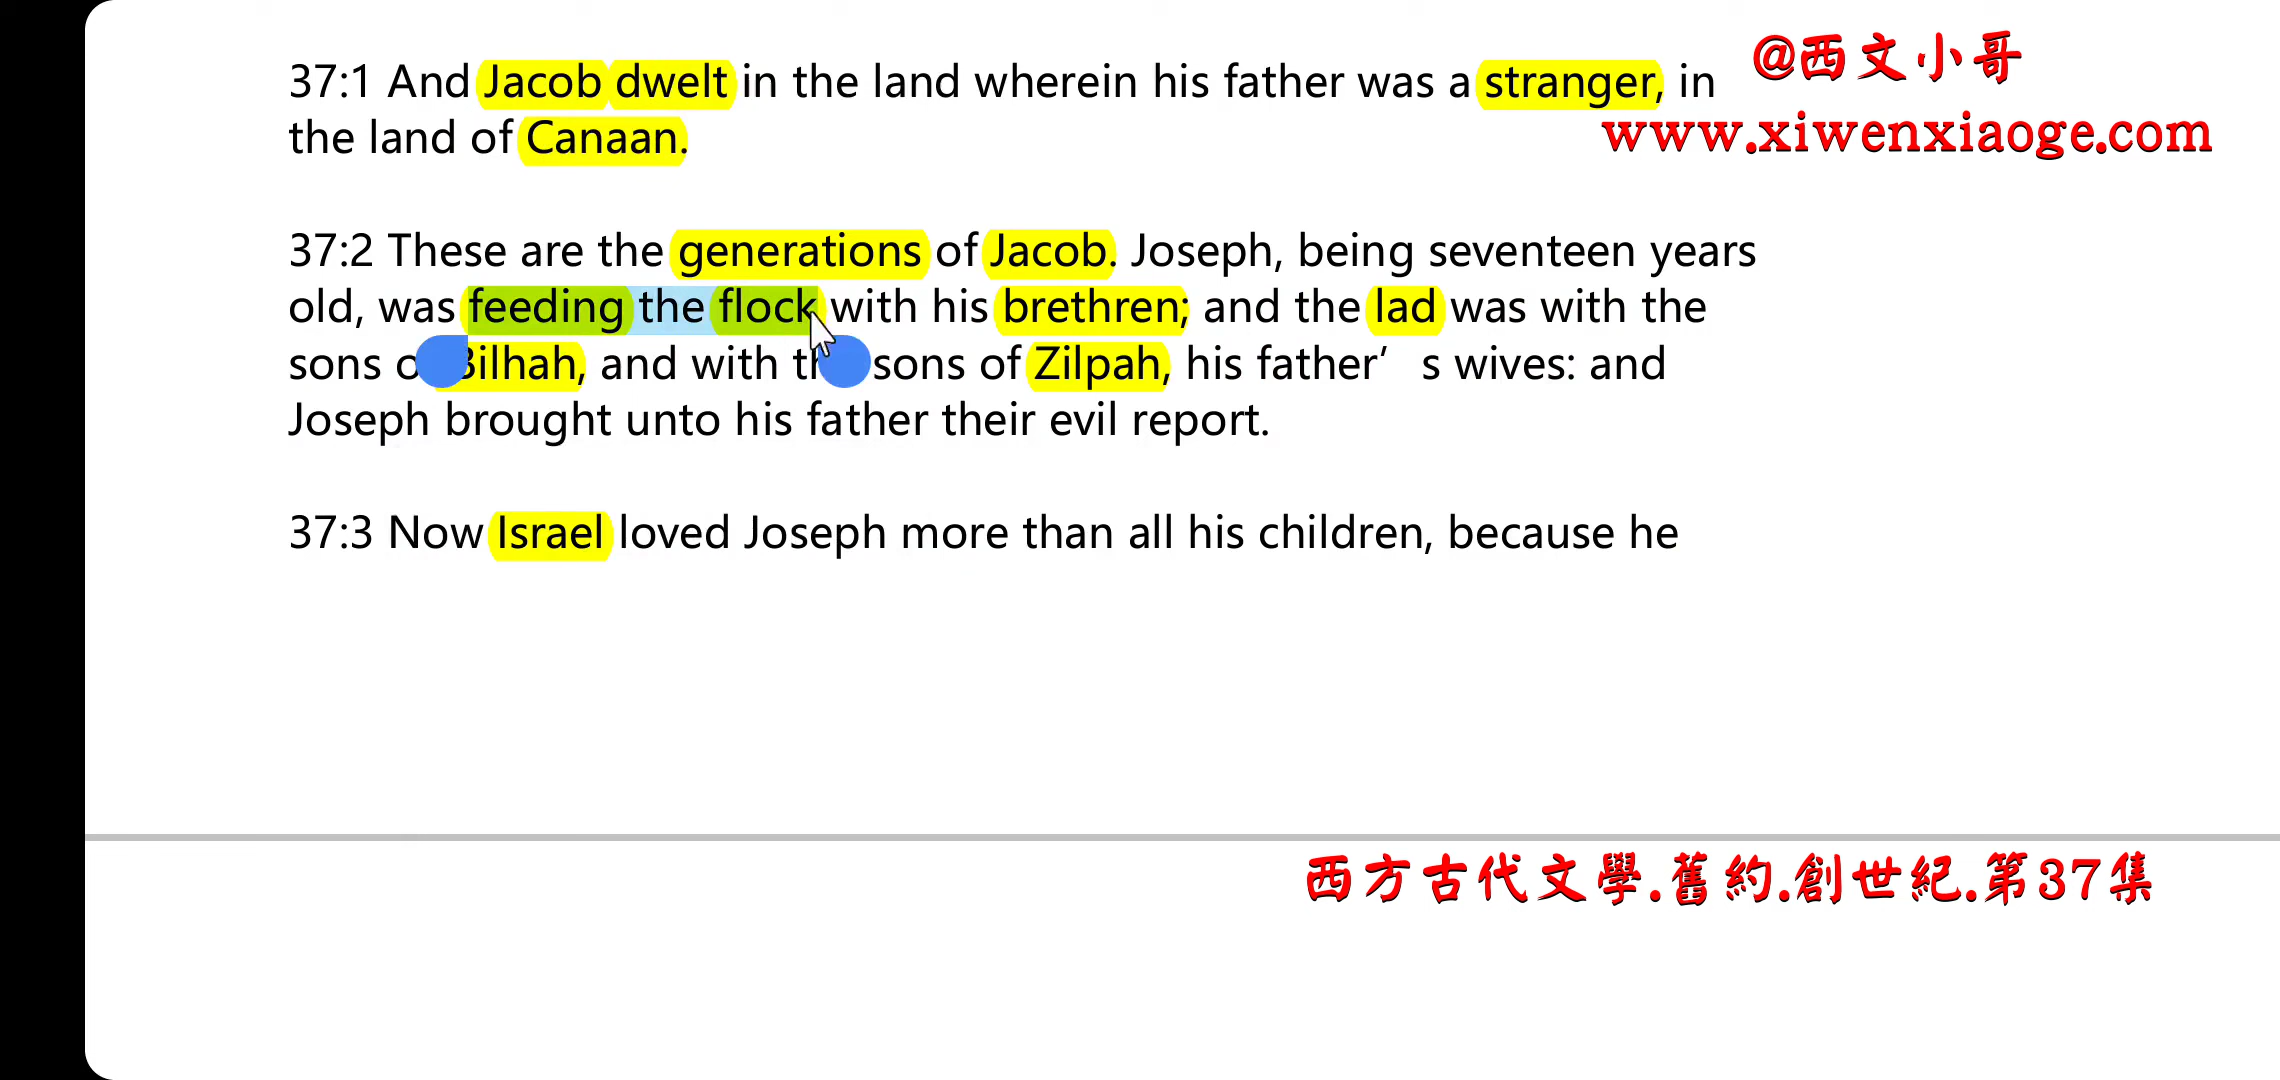 37:1 And Jacob dwelt in the land wherein his father was a stranger, in
the land of Canaan.
@西文小哥
www.xiwenxiaoge.com
37:2 These are the generations of Jacob. Joseph, being seventeen years
old, was feeding the flock with his brethren; and the lad was with the
sons of Bilhah, and with the sons of Zilpah, his father’s wives: and
Joseph brought unto his father their evil report.
37:3 Now Israel loved Joseph more than all his children, because he
西方古代文學.舊約.創世紀.第37集